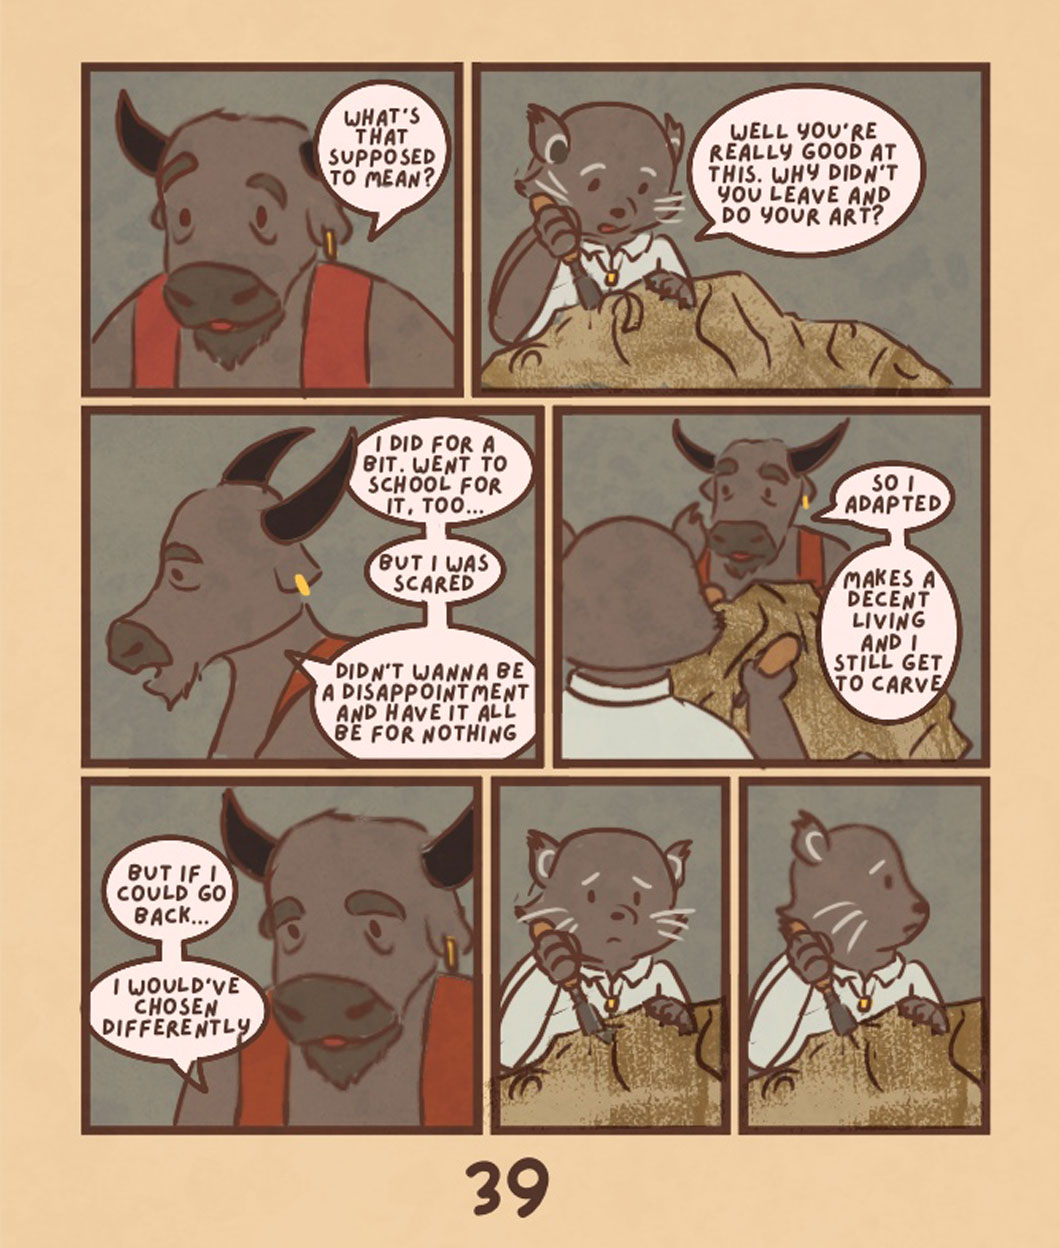 WHAT'S
THAT
SUPPOSED
TO MEAN?
WELL YOU'RE
REALLY GOOD AT
THIS. WHY DIDN'T
YOU LEAVE AND
DO YOUR ART?
I DID FOR A
BIT. WENT TO
SCHOOL FOR
IT, TOO...
BUT I WAS
SCARED
DIDN'T WANNA BE
A DISAPPOINTMENT
AND HAVE IT ALL
BE FOR NOTHING
SO I
ADAPTED
MAKES A
DECENT
LIVING
AND I
STILL GET
TO CARVE
BUT IF I
COULD GO
BACK...
I WOULD'VE
CHOSEN
DIFFERENTLY
39